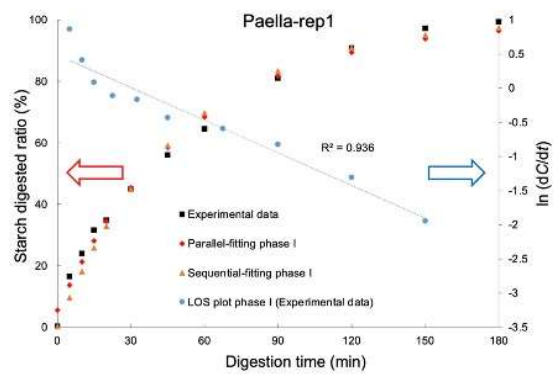 Paella-rep1
Starch digested ratio (%)
100
80
60
40
20
0
1
0.5
0
-0.5
-1
-1.5
-2
-2.5
-3
-3.5
ln (dC/dt)
R² = 0.936
Experimental data
Parallel-fitting phase I
Sequential-fitting phase I
LOS plot phase I (Experimental data)
0 30 60 90 120 150 180
Digestion time (min)